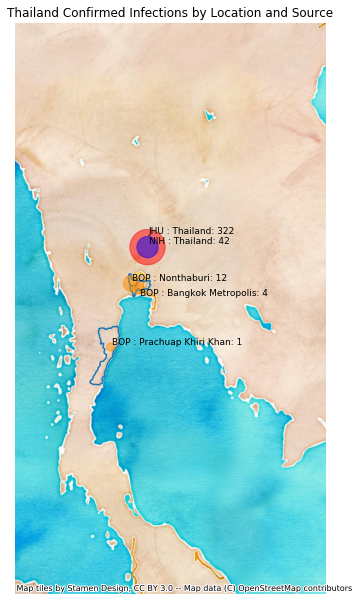 Thailand Confirmed Infections by Location and Source
JHU : Thailand: 322
NIH : Thailand: 42
BOP : Nonthaburi: 12
BOP : Bangkok Metropolis: 4
BOP : Prachuap Khiri Khan: 1
Map tiles by Stamen Design, CC BY 3.0 -- Map data (C) OpenStreetMap contributors